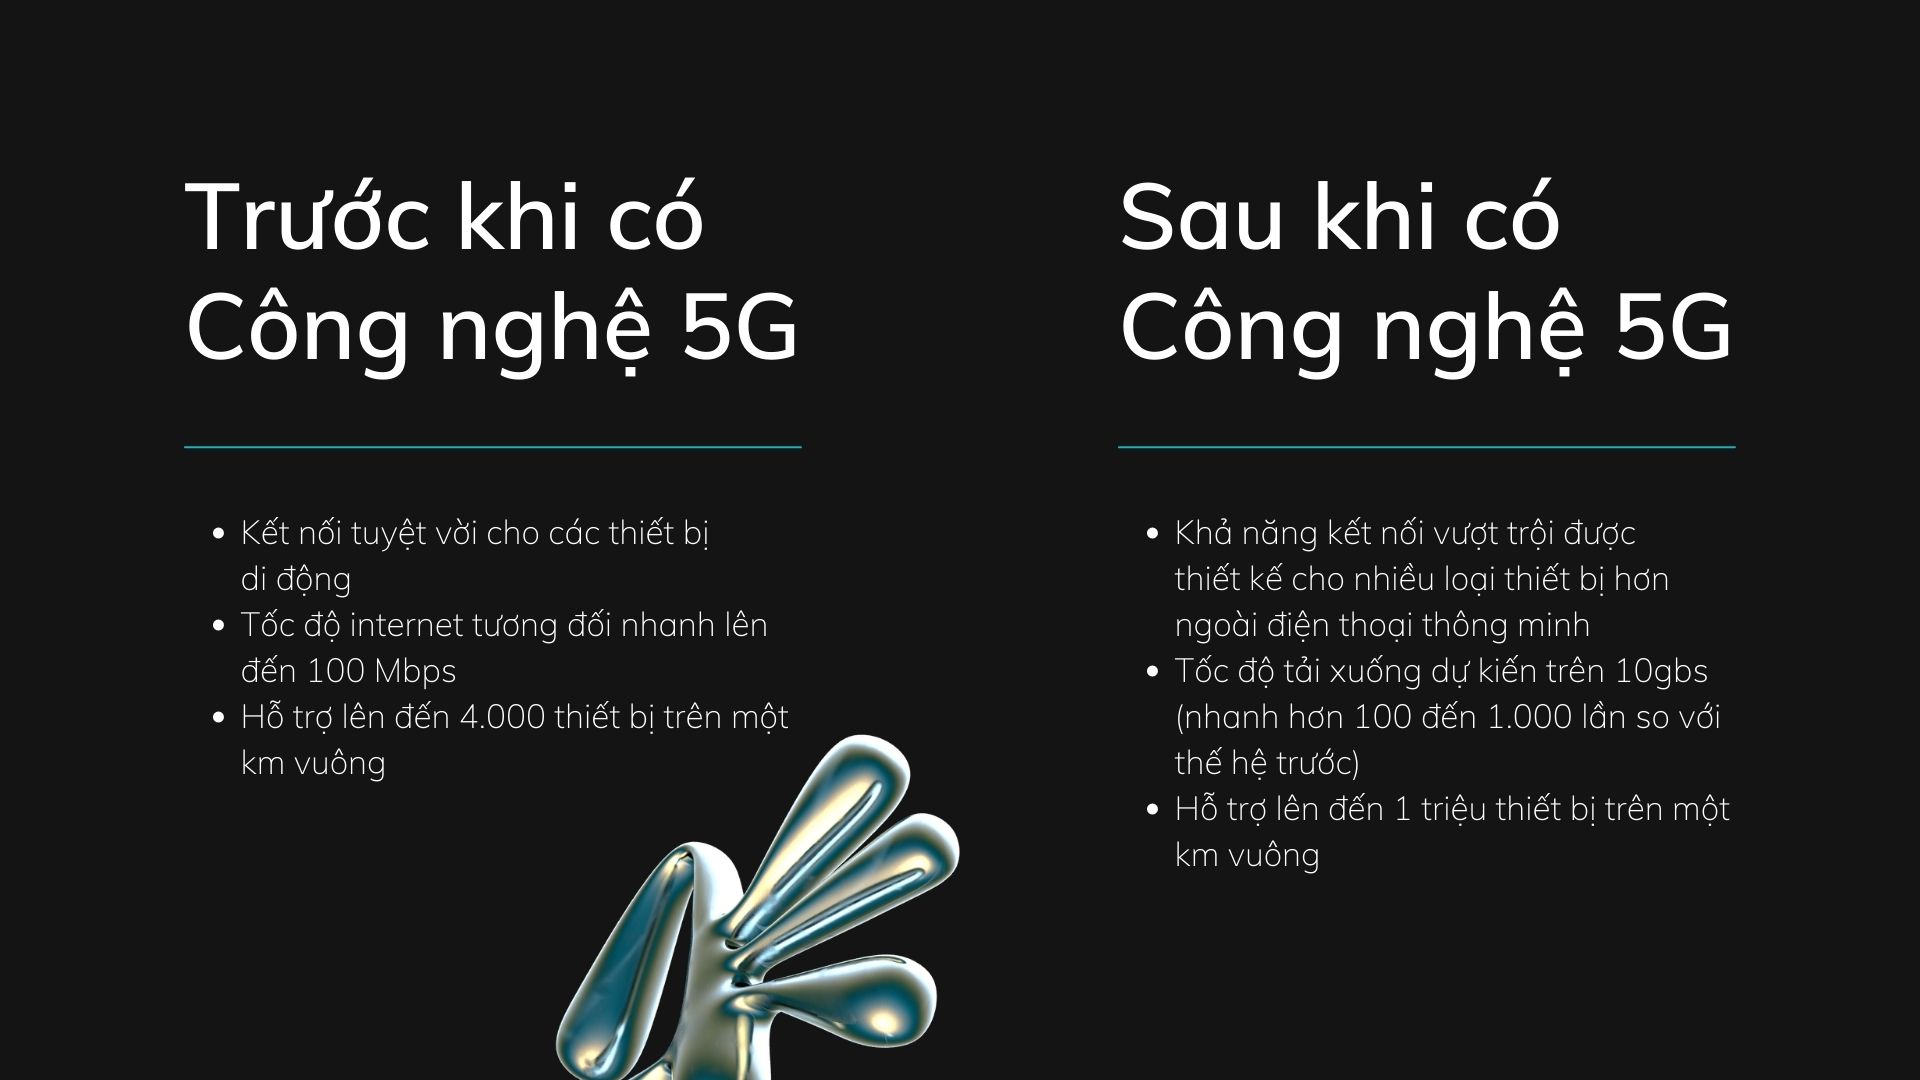 Trước khi có
Công nghệ 5G
Kết nối tuyệt vời cho các thiết bị
di động
Tốc độ internet tương đối nhanh lên
đến 100 Mbps
Hỗ trợ lên đến 4.000 thiết bị trên một
km vuông
Sau khi có
Công nghệ 5G
Khả năng kết nối vượt trội được
thiết kế cho nhiều loại thiết bị hơn
ngoài điện thoại thông minh
Tốc độ tải xuống dự kiến trên 10gbs
(nhanh hơn 100 đến 1.000 lần so với
thế hệ trước)
Hỗ trợ lên đến 1 triệu thiết bị trên một
km vuông